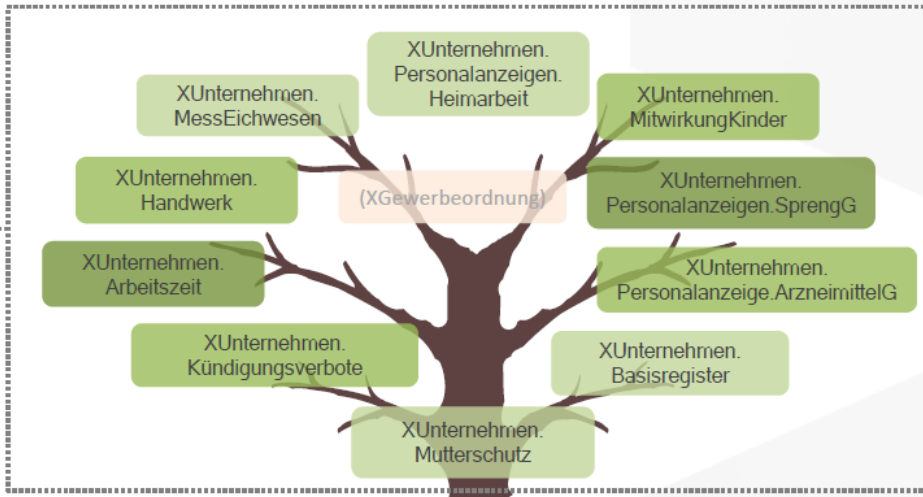 XUnternehmen.
Personalanzeigen.
Heimarbeit
XUnternehmen.
MessEichwesen
XUnternehmen.
MitwirkungKinder
XUnternehmen.
Handwerk
(XGewerbeordnung)
XUnternehmen.
Personalanzeigen.SprengG
XUnternehmen.
Arbeitszeit
XUnternehmen.
Personalanzeige.ArzneimittelG
XUnternehmen.
Kündigungsverbote
XUnternehmen.
Basisregister
XUnternehmen.
Mutterschutz